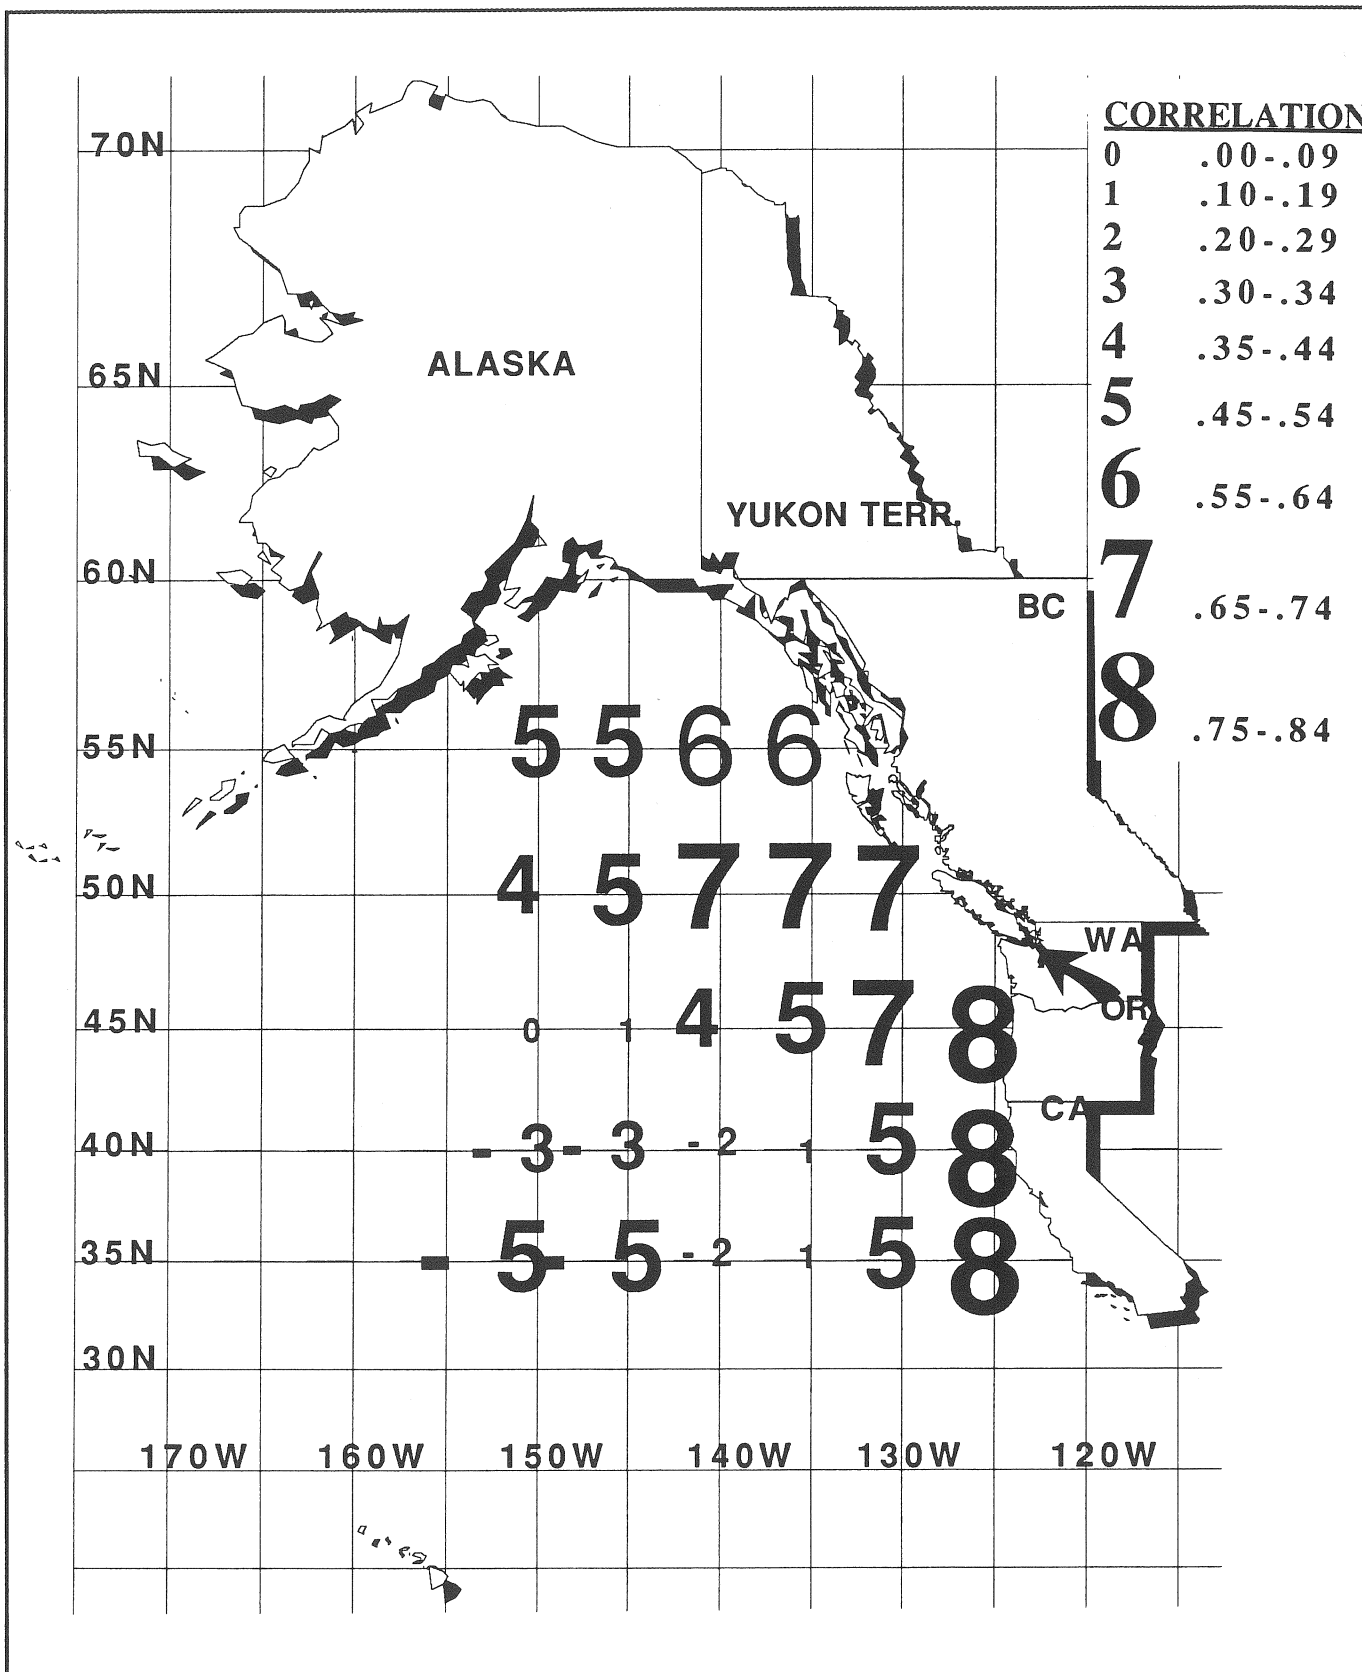 CORRELATION
0 .00-.09
1 .10-.19
2 .20-.29
3 .30-.34
4 .35-.44
5 .45-.54
6 .55-.64
7 .65-.74
8 .75-.84
70N
65N
ALASKA
YUKON TERR.
60N
BC
55N 5 5 6 6
50N 4 5 7 7 7
WA
OR
45N 0 1 4 5 7 8
CA
40N -3 -3 -2 1 5 8
35N -5 -5 -2 1 5 8
30N
170W 160W 150W 140W 130W 120W